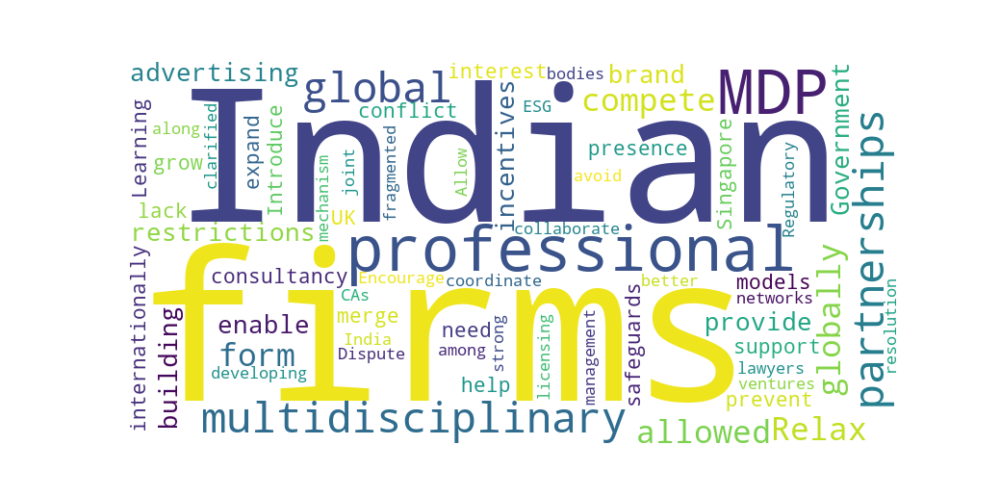 advertising
global
interest
bodies
brand
MDP
Government
Learning
along
clarified
expand
Introduce
conflict
incentives
ESG
compete
Indian
grow
mechanism
joint
fragmented
Allow
presence
avoid
Singapore
Regulatory
partnerships
lack
UK
restrictions
collaborate
professional
internationally
consultancy
Encourage
coordinate
better
models
globally
firms
CAs
networks
resolution
building
enable
merge
India
need
strong
licensing
management
safeguards
provide
form
Dispute
among
support
developing
help
lawyers
ventures
prevent
multidisciplinary
allowed
Relax